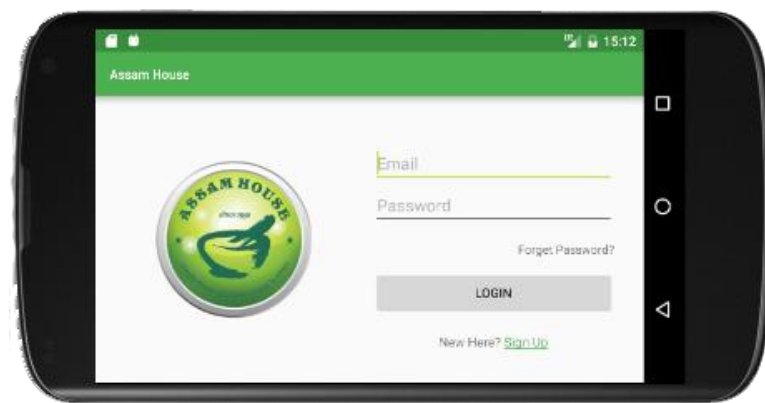 15:12
Assam House
ASSAM HOUSE
Email
Password
Forget Password?
LOGIN
New Here? Sign Up